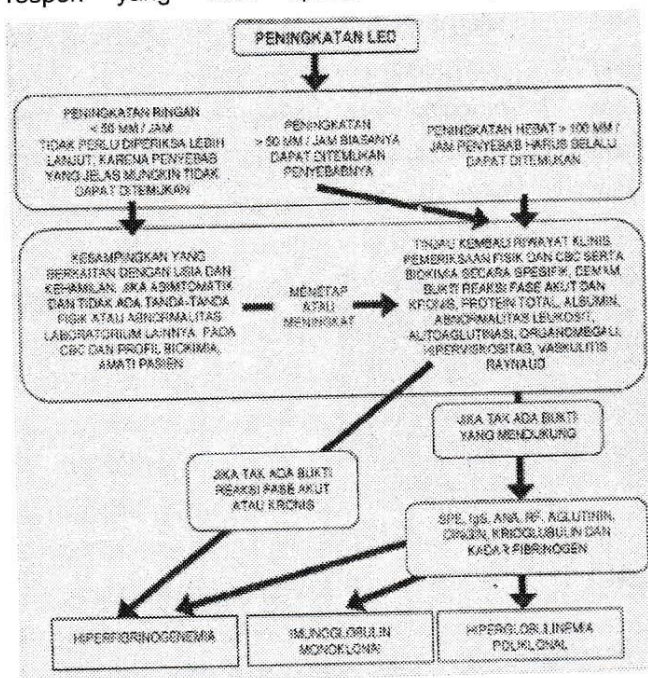 respon yang
PENINGKATAN LED
PENINGKATAN RINGAN
< 50 MM / JAM
TIDAK PERLU DIPERIKSA LEBIH
LANJUT, KARENA PENYEBAB
YANG JELAS MUNGKIN TIDAK
DAPAT DITEMUKAN
PENINGKATAN
> 50 MM / JAM BIASANYA
DAPAT DITEMUKAN
PENYEBABNYA
PENINGKATAN HEBAT > 100 MM /
JAM PENYEBAB HARUS SELALU
DAPAT DITEMUKAN
KESAMPINGKAN YANG
BERKAITAN DENGAN USIA DAN
KEHAMILAN. JIKA ASIMTOMATIK
DAN TIDAK ADA TANDA-TANDA
FISIK ATAU ABNORMALITAS
LABORATORIUM LAINNYA. PADA
CBC DAN PROFIL BIOKIMIA,
AMATI PASIEN
MENETAP
ATAU
MENINGKAT
TINJAU KEMBALI RIWAYAT KLINIS,
PEMERIKSAAN FISIK DAN CBC SERTA
BIOKIMIA SECARA SPESIFIK, DEMAM,
BUKTI REAKSI FASE AKUT DAN
KRONIS, PROTEIN TOTAL, ALBUMIN,
ABNORMALITAS LEUKOSIT,
AUTOAGLUTINASI, ORGANOMEGALI,
HIPERVISKOSITAS, VASKULITIS
RAYNAUD
JIKA TAK ADA BUKTI
YANG MENDUKUNG
JIKA TAK ADA BUKTI
REAKSI FASE AKUT
ATAU KRONIS
SPE, IgS, ANA, RF, AGLUTININ,
DINGIN, KRIOGLUBULIN DAN
KADAR FIBRINOGEN
HIPERFIBRINOGENEMIA
IMUNOGLOBULIN
MONOKLONAL
HIPERGLOBULINEMIA
POLIKLONAL